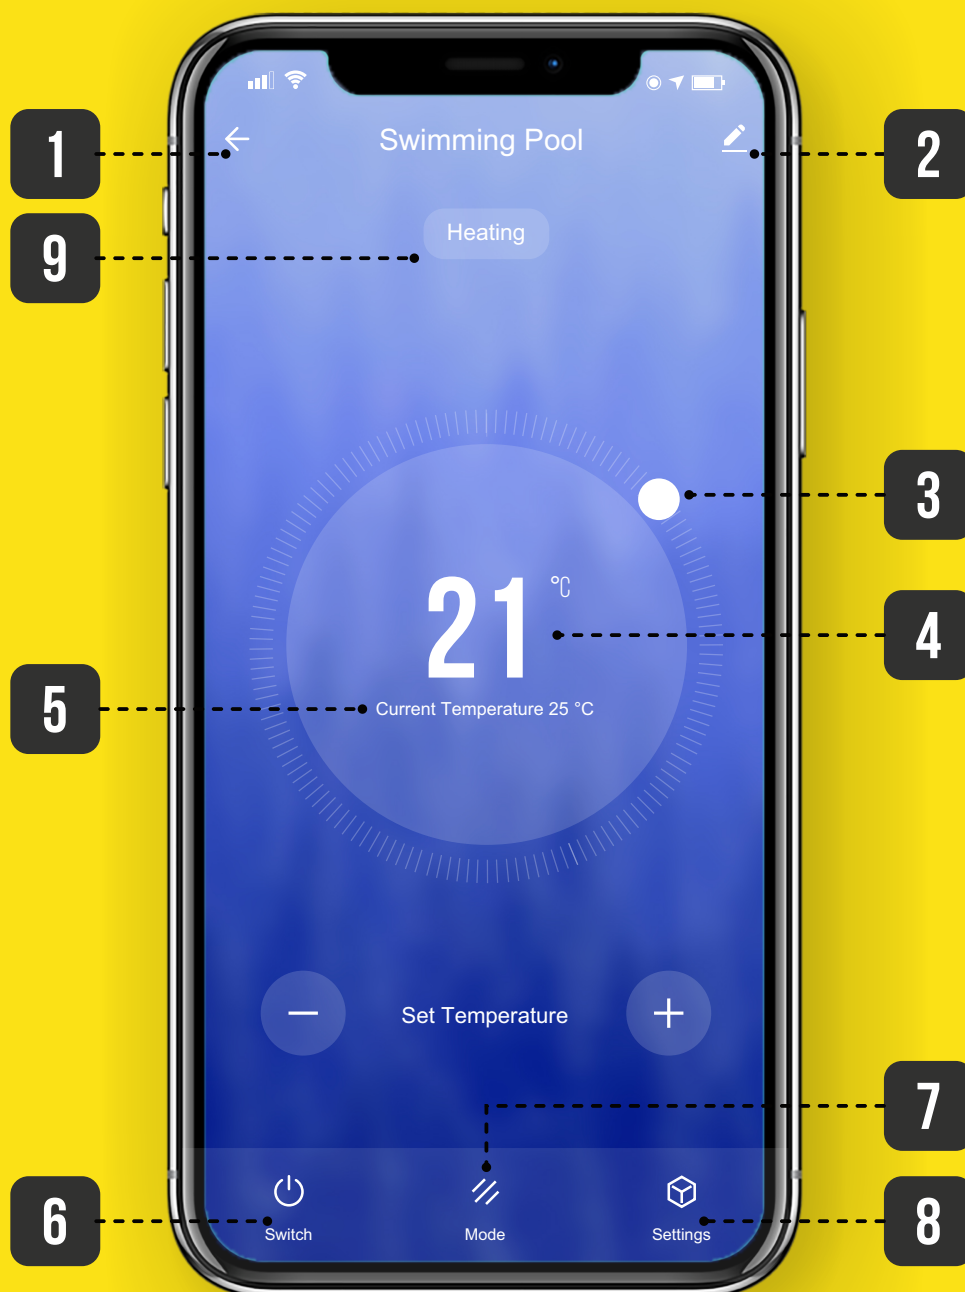 1
Swimming Pool
2
9
Heating
3
21 °C
4
5
Current Temperature 25 °C
Set Temperature
7
6
Switch
Mode
Settings
8